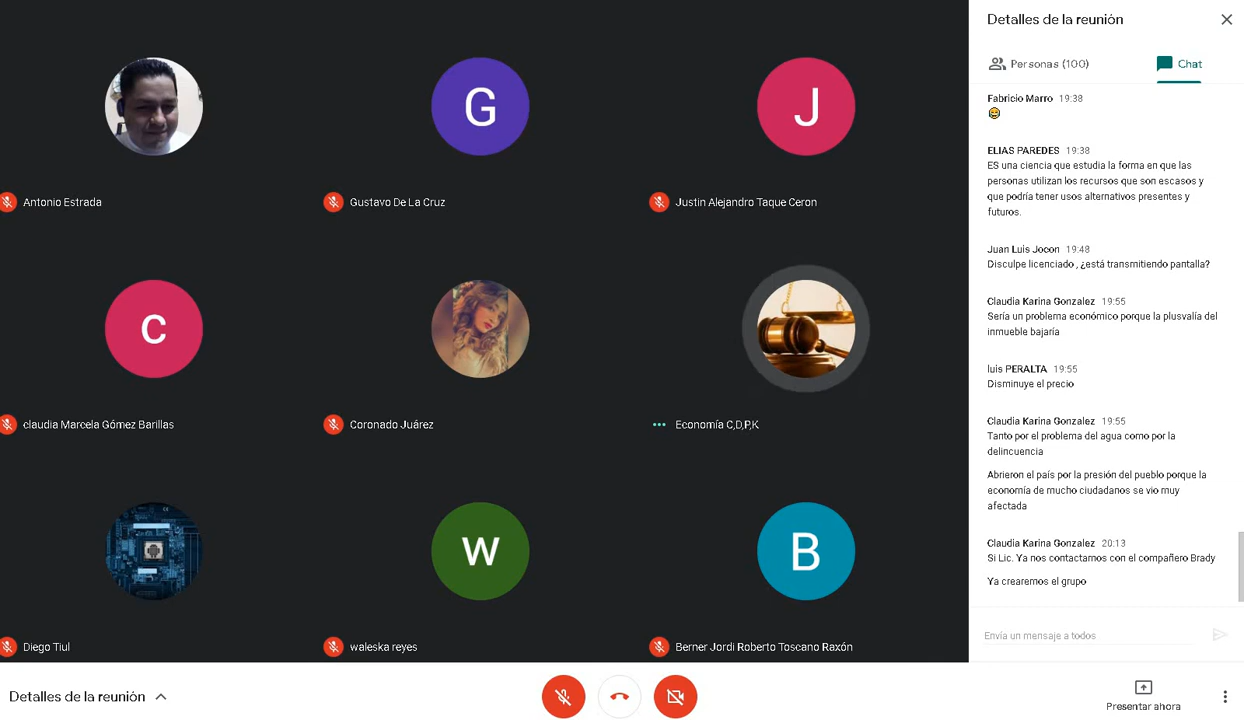 Detalles de la reunión
Personas (100)
Chat
Fabricio Marro 19:38
ELIAS PAREDES 19:38
ES una ciencia que estudia la forma en que las
personas utilizan los recursos que son escasos y
que podría tener usos alternativos presentes y
futuros.
Juan Luis Jocon 19:48
Disculpe licenciado , ¿está transmitiendo pantalla?
Claudia Karina Gonzalez 19:55
Sería un problema económico porque la plusvalía del
inmueble bajaría
luis PERALTA 19:55
Disminuye el precio
Claudia Karina Gonzalez 19:55
Tanto por el problema del agua como por la
delincuencia
Abrieron el país por la presión del pueblo porque la
economía de mucho ciudadanos se vio muy
afectada
Claudia Karina Gonzalez 20:13
Si Lic. Ya nos contactamos con el compañero Brady
Ya crearemos el grupo
Envía un mensaje a todos
G
J
Antonio Estrada
Gustavo De La Cruz
Justin Alejandro Taque Ceron
C
claudia Marcela Gómez Barillas
Coronado Juárez
Economía C,D,P,K
W
B
Diego Tiul
waleska reyes
Berner Jordi Roberto Toscano Raxón
Detalles de la reunión
Presentar ahora